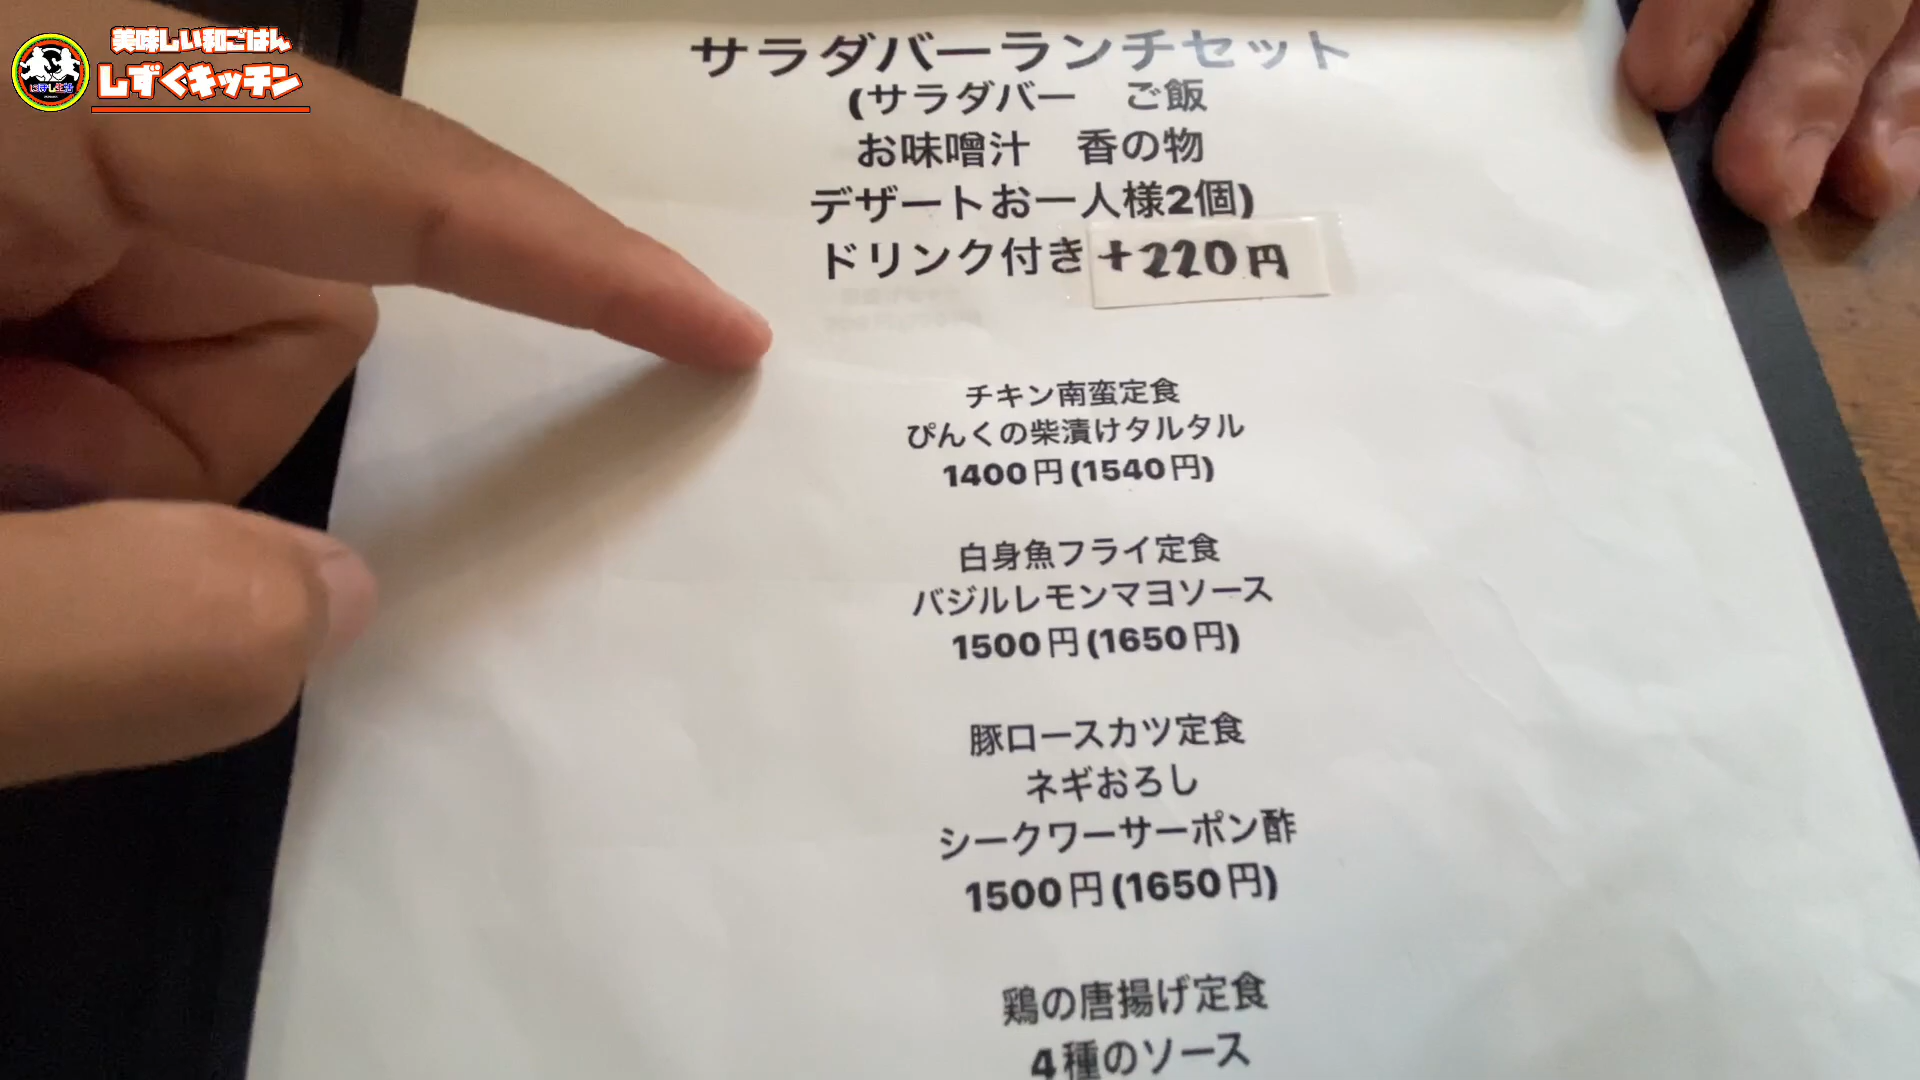 美味しい和ごはん
しずくキッチン
サラダバーランチセット
(サラダバー　ご飯
お味噌汁　香の物
デザートお一人様2個)
ドリンク付き+220円
チキン南蛮定食
ぴんくの柴漬けタルタル
1400円(1540円)
白身魚フライ定食
バジルレモンマヨソース
1500円(1650円)
豚ロースカツ定食
ネギおろし
シークワーサーポン酢
1500円(1650円)
鶏の唐揚げ定食
4種のソース